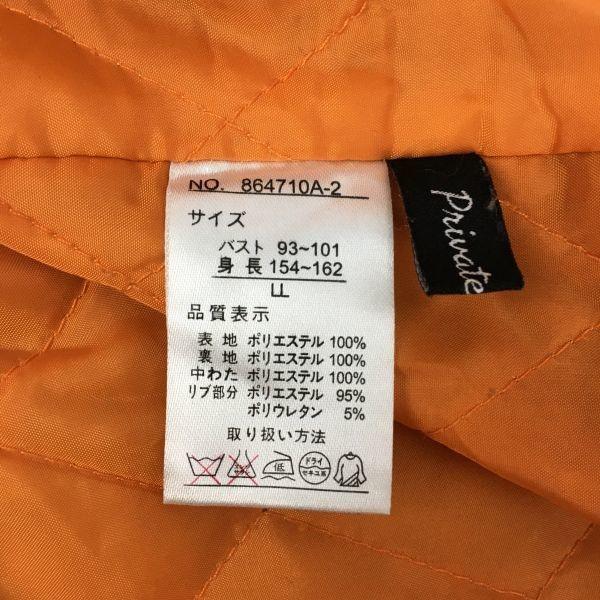 NO. 864710A-2
サイズ
バスト 93~101
身長 154~162
LL
品質表示
表地 ポリエステル 100%
裏地 ポリエステル 100%
中わた ポリエステル 100%
リブ部分 ポリエステル 95%
ポリウレタン 5%
取り扱い方法
低
ドライ
セキユ系
Private